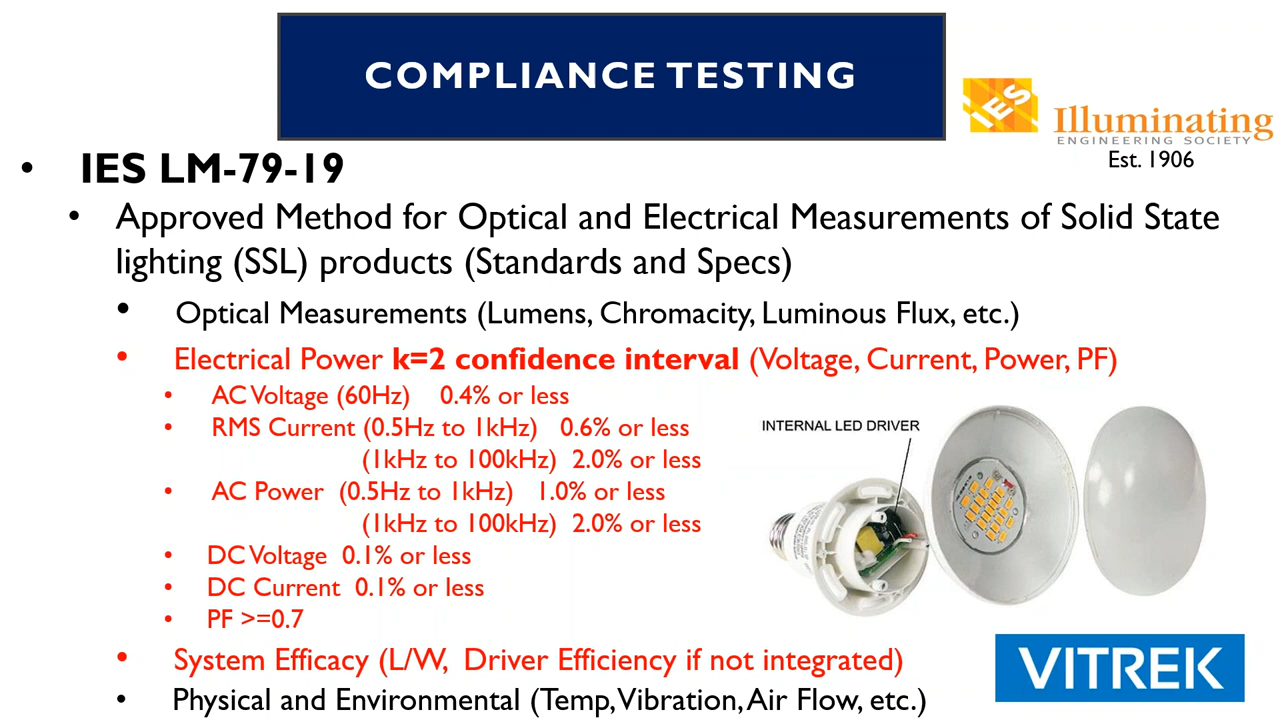 COMPLIANCE TESTING
IES
Illuminating
ENGINEERING SOCIETY
Est. 1906
• IES LM-79-19
• Approved Method for Optical and Electrical Measurements of Solid State
lighting (SSL) products (Standards and Specs)
• Optical Measurements (Lumens, Chromacity, Luminous Flux, etc.)
• Electrical Power k=2 confidence interval (Voltage, Current, Power, PF)
• AC Voltage (60Hz) 0.4% or less
• RMS Current (0.5Hz to 1kHz) 0.6% or less
(1kHz to 100kHz) 2.0% or less
• AC Power (0.5Hz to 1kHz) 1.0% or less
(1kHz to 100kHz) 2.0% or less
• DC Voltage 0.1% or less
• DC Current 0.1% or less
• PF >=0.7
INTERNAL LED DRIVER
• System Efficacy (L/W, Driver Efficiency if not integrated)
• Physical and Environmental (Temp, Vibration, Air Flow, etc.)
VITREK